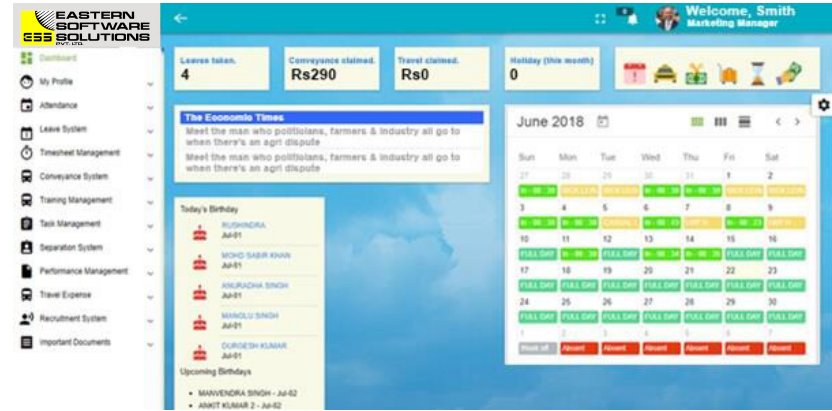 EASTERN
SOFTWARE
SOLUTIONS
ESS
PVT. LTD.
Welcome, Smith
Marketing Manager
Dashboard
My Profile
Attendance
Leave System
Timesheet Management
Conveyance System
Training Management
Task Management
Separation System
Performance Management
Travel Expense
Recruitment System
Important Documents
Leaves taken.
4
Conveyance claimed.
Rs290
Travel claimed.
Rs0
Holiday (this month)
0
The Economic Times
Meet the man who politicians, farmers & industry all go to
when there's an agri dispute
Meet the man who politicians, farmers & industry all go to
when there's an agri dispute
Today's Birthday
RUSHINDRA
Jul-01
MOHD SABIR KHAN
Jul-01
ANURADHA SINGH
Jul-01
MANOLU SINGH
Jul-01
DURGESH KUMAR
Jul-01
Upcoming Birthdays
MANVENDRA SINGH - Jul-02
ANKIT KUMAR 2 - Jul-02
June 2018
Sun Mon Tue Wed Thu Fri Sat
27 28 29 30 31 1 2
3 4 5 6 7 8 9
10 11 12 13 14 15 16
FULL DAY FULL DAY FULL DAY FULL DAY
17 18 19 20 21 22 23
FULL DAY FULL DAY FULL DAY FULL DAY FULL DAY FULL DAY FULL DAY
24 25 26 27 28 29 30
FULL DAY FULL DAY FULL DAY FULL DAY FULL DAY FULL DAY FULL DAY
1 2 3 4 5 6 7
Week off Absent Absent Absent Absent Absent Absent